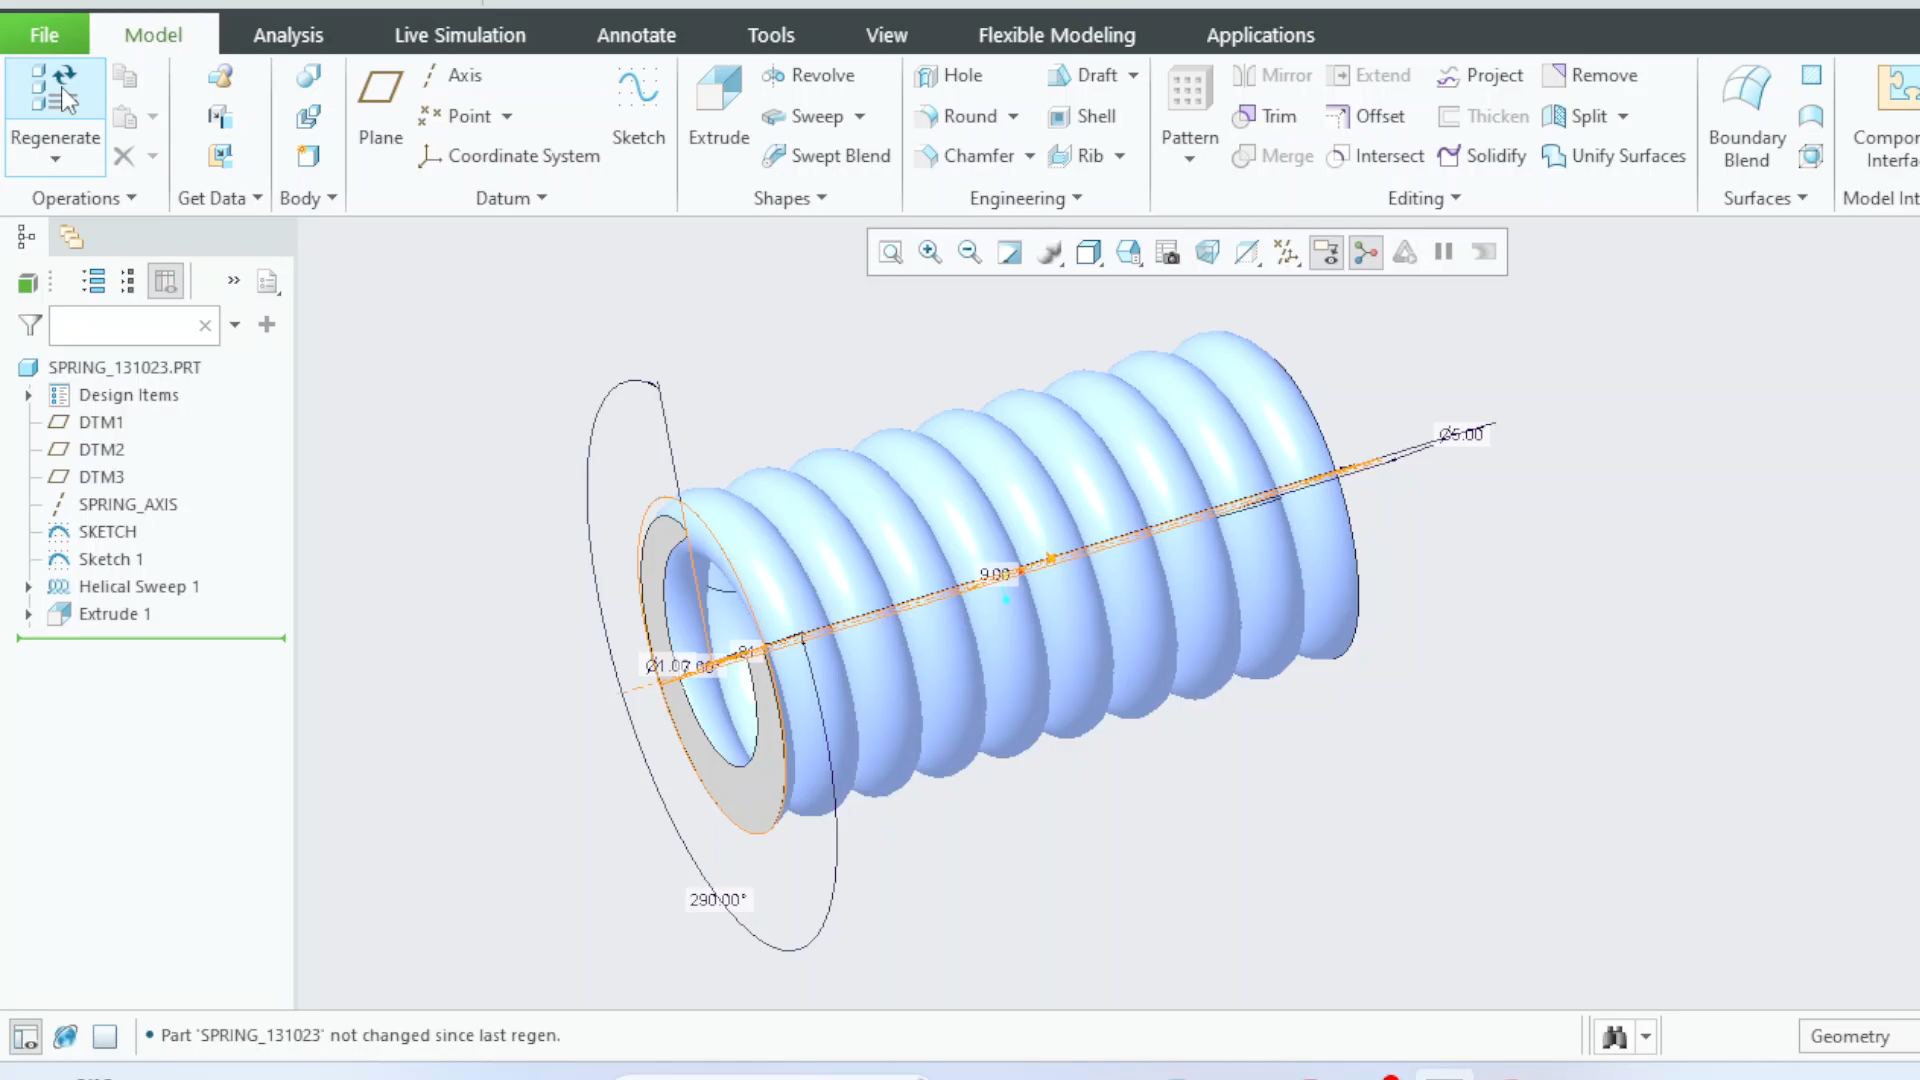 File Model Analysis Live Simulation Annotate Tools View Flexible Modeling Applications
Regenerate
Operations
Get Data
Body
Plane
Axis
Point
Coordinate System
Sketch
Datum
Extrude
Revolve
Sweep
Swept Blend
Shapes
Hole
Round
Chamfer
Draft
Shell
Rib
Engineering
Pattern
Mirror
Trim
Merge
Extend
Offset
Intersect
Project
Thicken
Solidify
Remove
Split
Unify Surfaces
Editing
Boundary
Blend
Surfaces
Compon
Interfa
Model Int
SPRING_131023.PRT
Design Items
DTM1
DTM2
DTM3
SPRING_AXIS
SKETCH
Sketch 1
Helical Sweep 1
Extrude 1
Ø5.00
9.00
290.00°
Part 'SPRING_131023' not changed since last regen.
Geometry